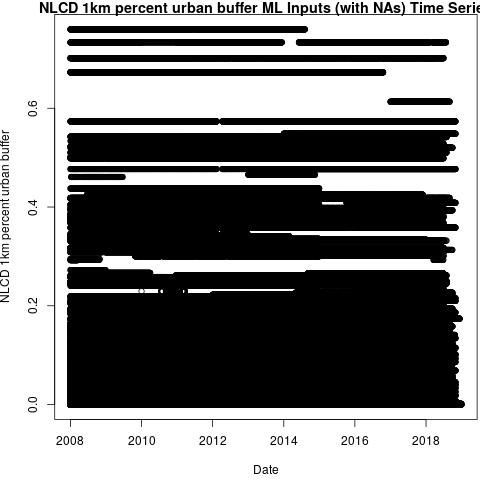 NLCD 1km percent urban buffer ML Inputs (with NAs) Time Serie
NLCD 1km percent urban buffer
0.6
0.4
0.2
0.0
2008 2010 2012 2014 2016 2018
Date